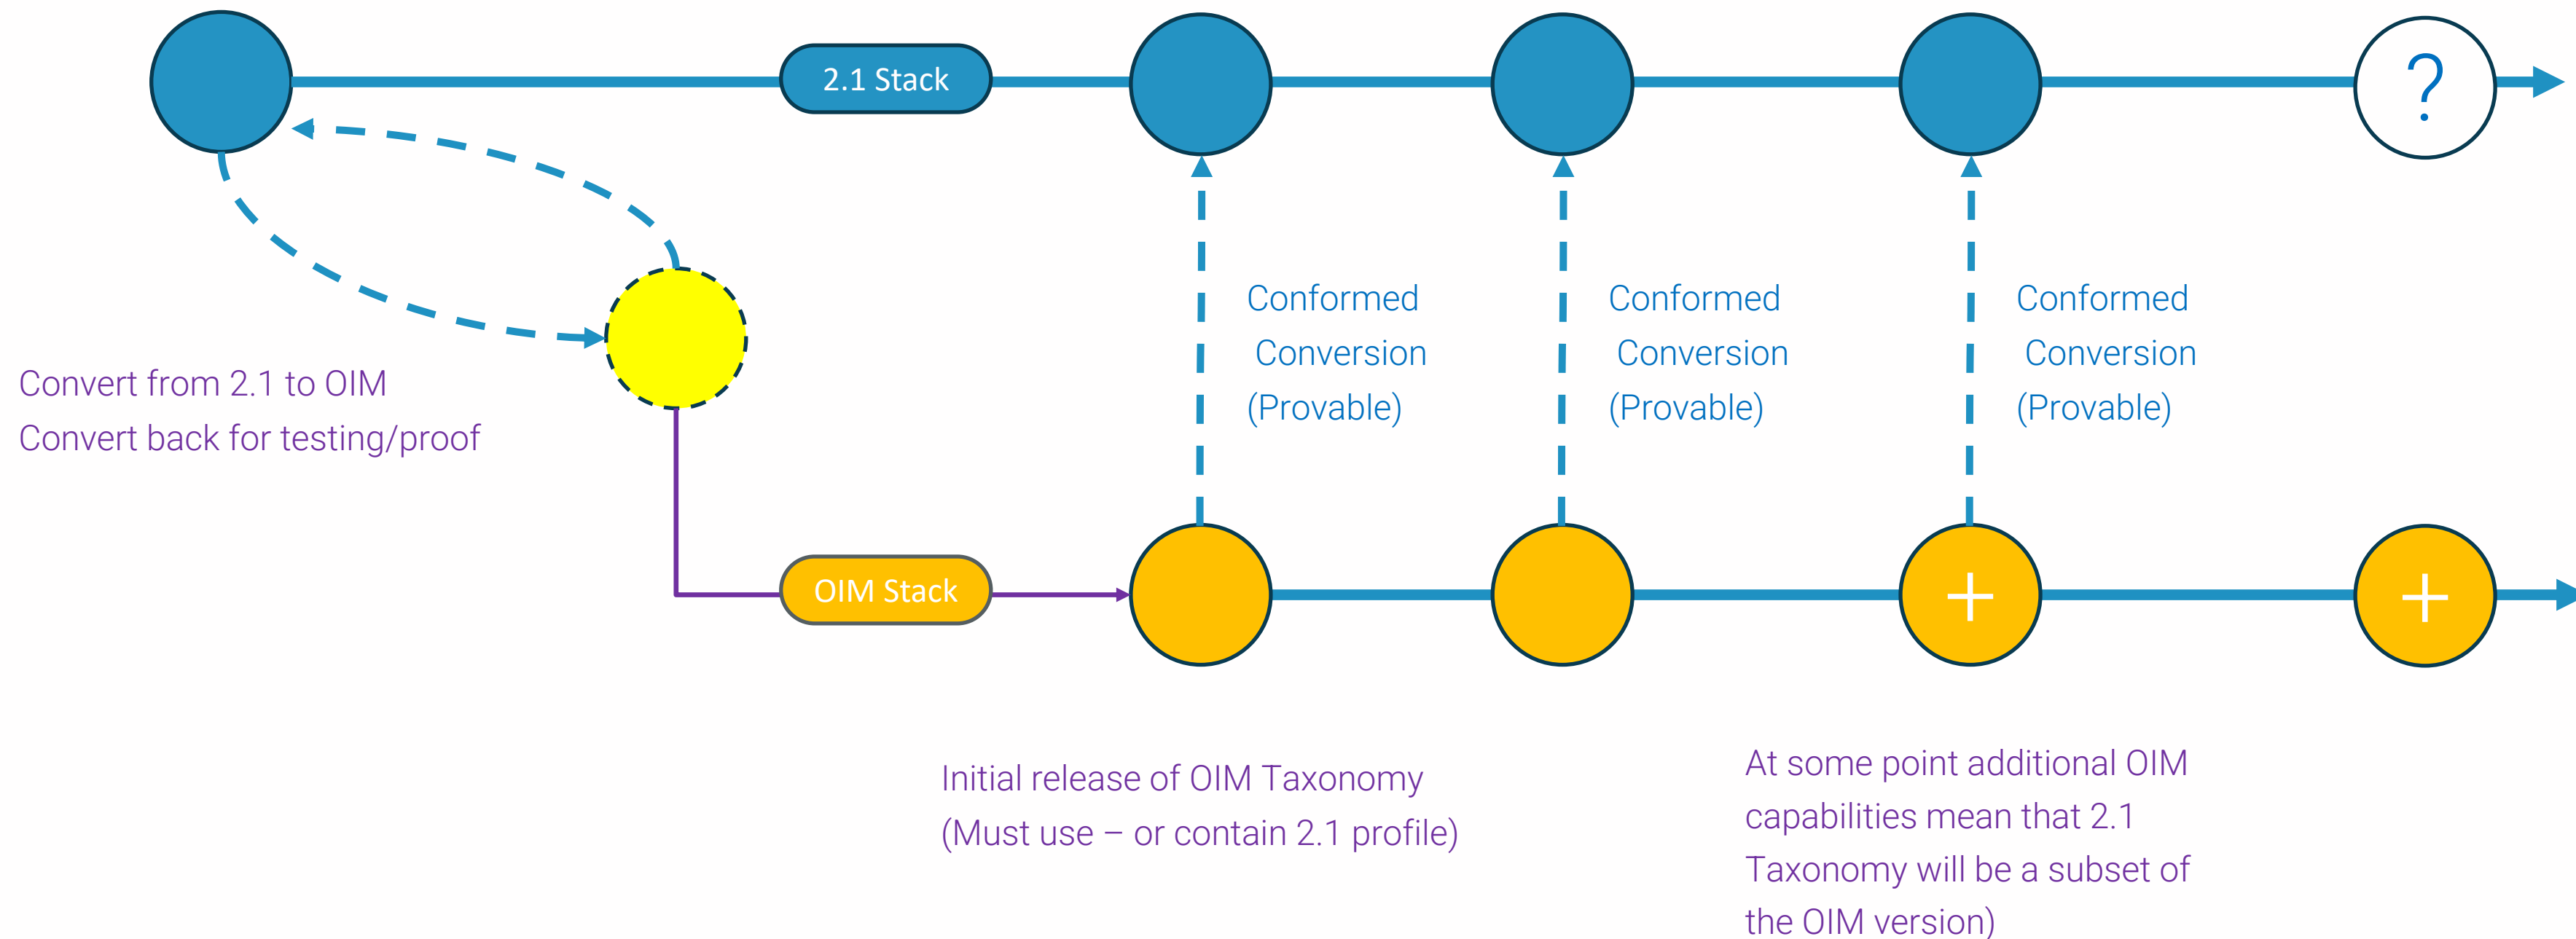 2.1 Stack
?
Conformed
Conversion
(Provable)
Conformed
Conversion
(Provable)
Conformed
Conversion
(Provable)
Convert from 2.1 to OIM
Convert back for testing/proof
OIM Stack
+
+
Initial release of OIM Taxonomy
(Must use – or contain 2.1 profile)
At some point additional OIM
capabilities mean that 2.1
Taxonomy will be a subset of
the OIM version)